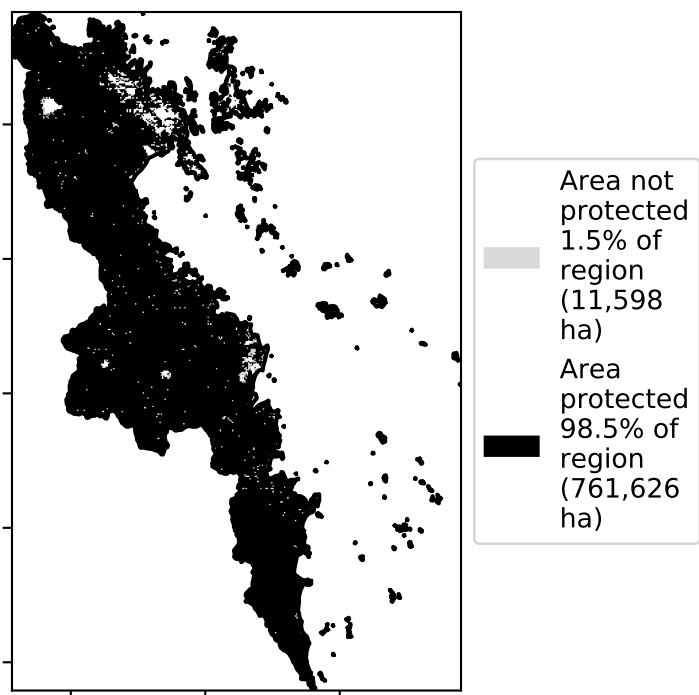 Area not
protected
1.5% of
region
(11,598
ha)
Area
protected
98.5% of
region
(761,626
ha)